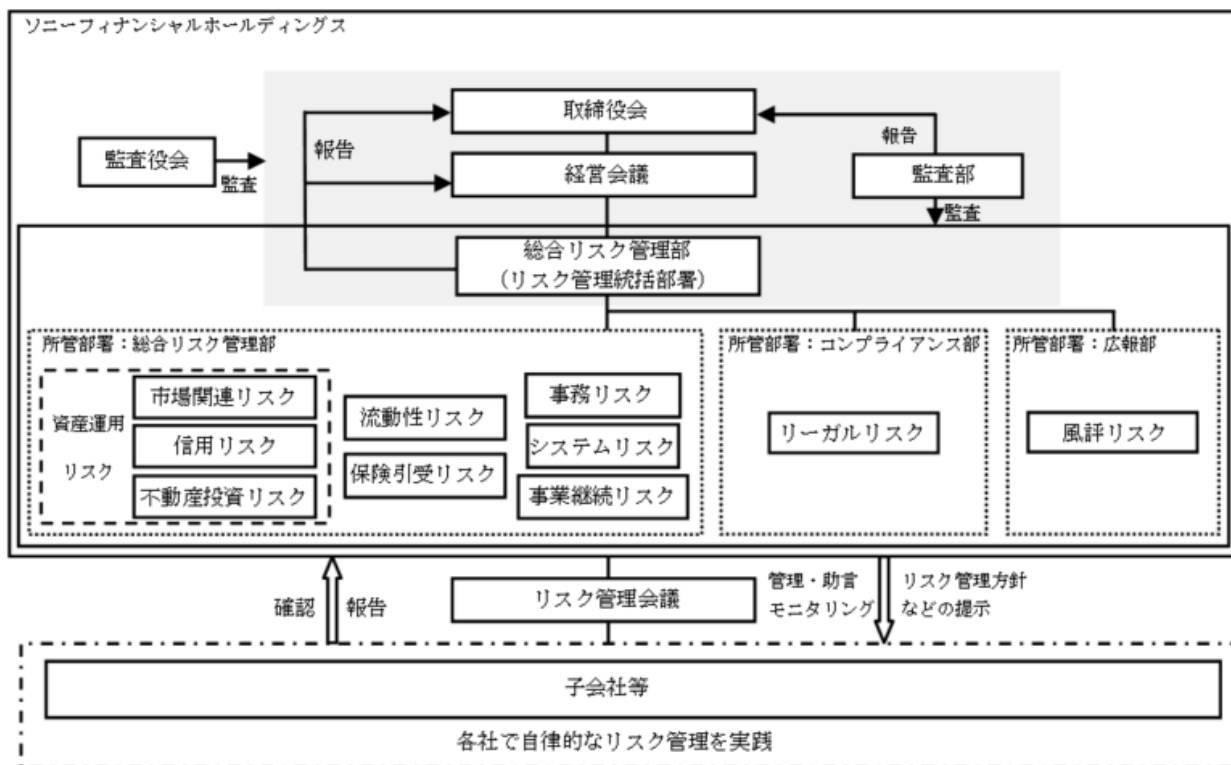 ソニーフィナンシャルホールディングス
取締役会
報告
報告
監査役会
監査
経営会議
監査部
監査
総合リスク管理部
(リスク管理統括部署)
所管部署：総合リスク管理部
所管部署：コンプライアンス部
所管部署：広報部
資産運用
リスク
市場関連リスク
信用リスク
不動産投資リスク
流動性リスク
保険引受リスク
事務リスク
システムリスク
事業継続リスク
リーガルリスク
風評リスク
確認
報告
リスク管理会議
管理・助言
モニタリング
リスク管理方針
などの提示
子会社等
各社で自律的なリスク管理を実践